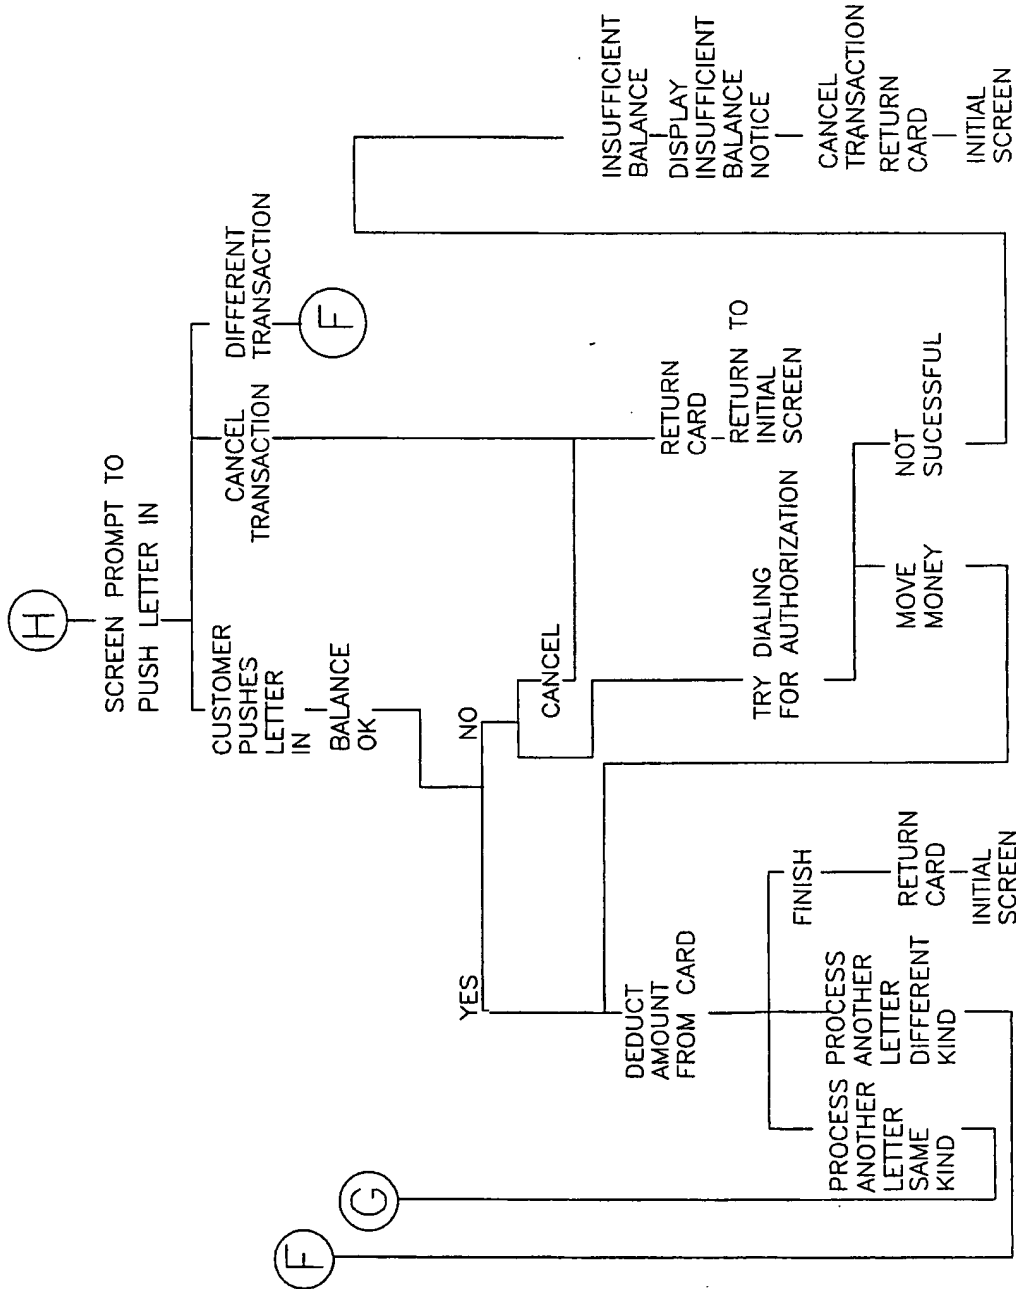 H
SCREEN PROMPT TO
PUSH LETTER IN
CUSTOMER
PUSHES
LETTER
IN
CANCEL
TRANSACTION
DIFFERENT
TRANSACTION
F
BALANCE
OK
YES
NO
CANCEL
RETURN
CARD
RETURN TO
INITIAL
SCREEN
INSUFFICIENT
BALANCE
DISPLAY
INSUFFICIENT
BALANCE
NOTICE
CANCEL
TRANSACTION
RETURN
CARD
INITIAL
SCREEN
TRY DIALING
FOR AUTHORIZATION
MOVE
MONEY
NOT
SUCESSFUL
DEDUCT
AMOUNT
FROM CARD
F
G
PROCESS
ANOTHER
LETTER
SAME
KIND
PROCESS
ANOTHER
LETTER
DIFFERENT
KIND
FINISH
RETURN
CARD
INITIAL
SCREEN